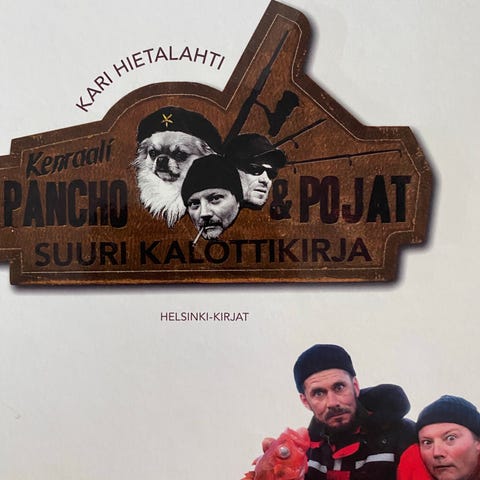 KARI HIETALAHTI
Kenraali
PANCHO & POJAT
SUURI KALOTTIKIRJA
HELSINKI-KIRJAT